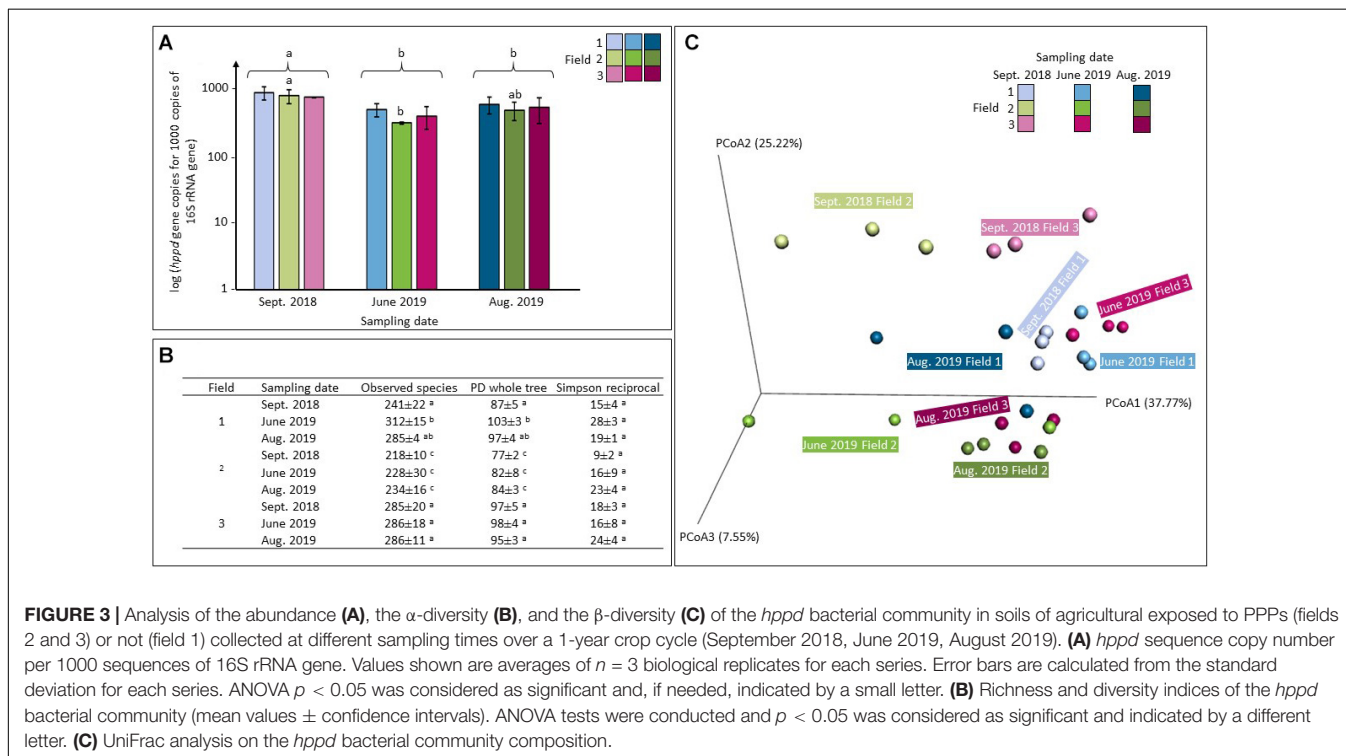 A
a
b
b
1
Field 2
3
log (hppd gene copies for 1000 copies of
16S rRNA gene)
1000
100
10
1
a
b
ab
Sept. 2018
June 2019
Aug. 2019
Sampling date
B
Field Sampling date Observed species PD whole tree Simpson reciprocal
Sept. 2018 241±22 a 87±5 a 15±4 a
1 June 2019 312±15 b 103±3 b 28±3 a
Aug. 2019 285±4 ab 97±4 ab 19±1 a
Sept. 2018 218±10 c 77±2 c 9±2 a
2 June 2019 228±30 c 82±8 c 16±9 a
Aug. 2019 234±16 c 84±3 c 23±4 a
Sept. 2018 285±20 a 97±5 a 18±3 a
3 June 2019 286±18 a 98±4 a 16±8 a
Aug. 2019 286±11 a 95±3 a 24±4 a
C
Sampling date
Sept. 2018 June 2019 Aug. 2019
1
Field 2
3
PCoA2 (25.22%)
Sept. 2018 Field 2
Sept. 2018 Field 3
Sept. 2018 Field 1
June 2019 Field 3
Aug. 2019 Field 1
June 2019 Field 1
PCoA1 (37.77%)
Aug. 2019 Field 3
June 2019 Field 2
Aug. 2019 Field 2
PCoA3 (7.55%)
FIGURE 3 | Analysis of the abundance (A), the α-diversity (B), and the β-diversity (C) of the hppd bacterial community in soils of agricultural exposed to PPPs (fields
2 and 3) or not (field 1) collected at different sampling times over a 1-year crop cycle (September 2018, June 2019, August 2019). (A) hppd sequence copy number
per 1000 sequences of 16S rRNA gene. Values shown are averages of n = 3 biological replicates for each series. Error bars are calculated from the standard
deviation for each series. ANOVA p < 0.05 was considered as significant and, if needed, indicated by a small letter. (B) Richness and diversity indices of the hppd
bacterial community (mean values ± confidence intervals). ANOVA tests were conducted and p < 0.05 was considered as significant and indicated by a different
letter. (C) UniFrac analysis on the hppd bacterial community composition.